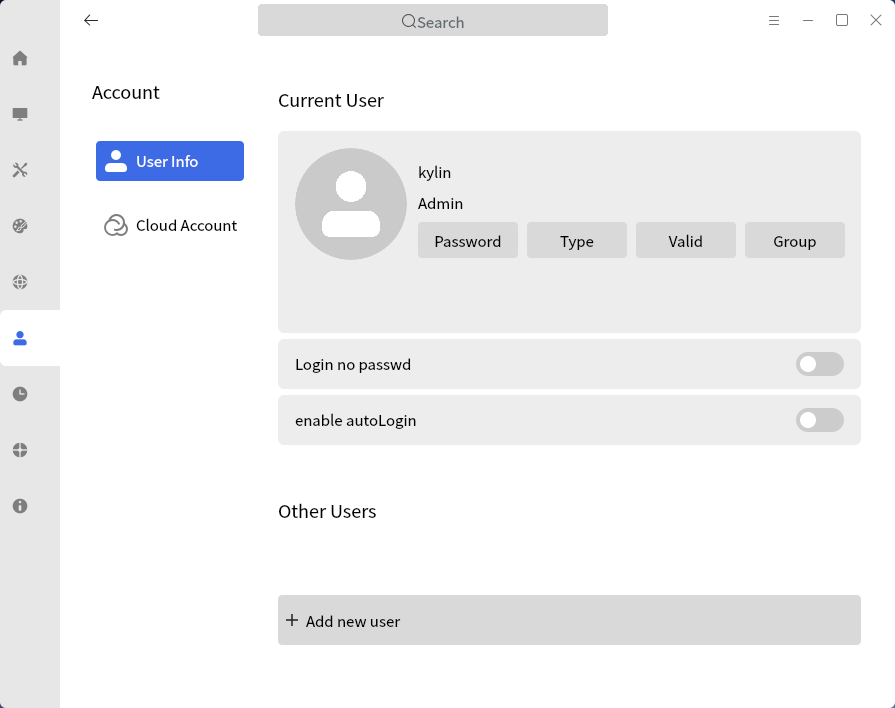 Search
Account
User Info
Cloud Account
Current User
kylin
Admin
Password Type Valid Group
Login no passwd
enable autoLogin
Other Users
Add new user